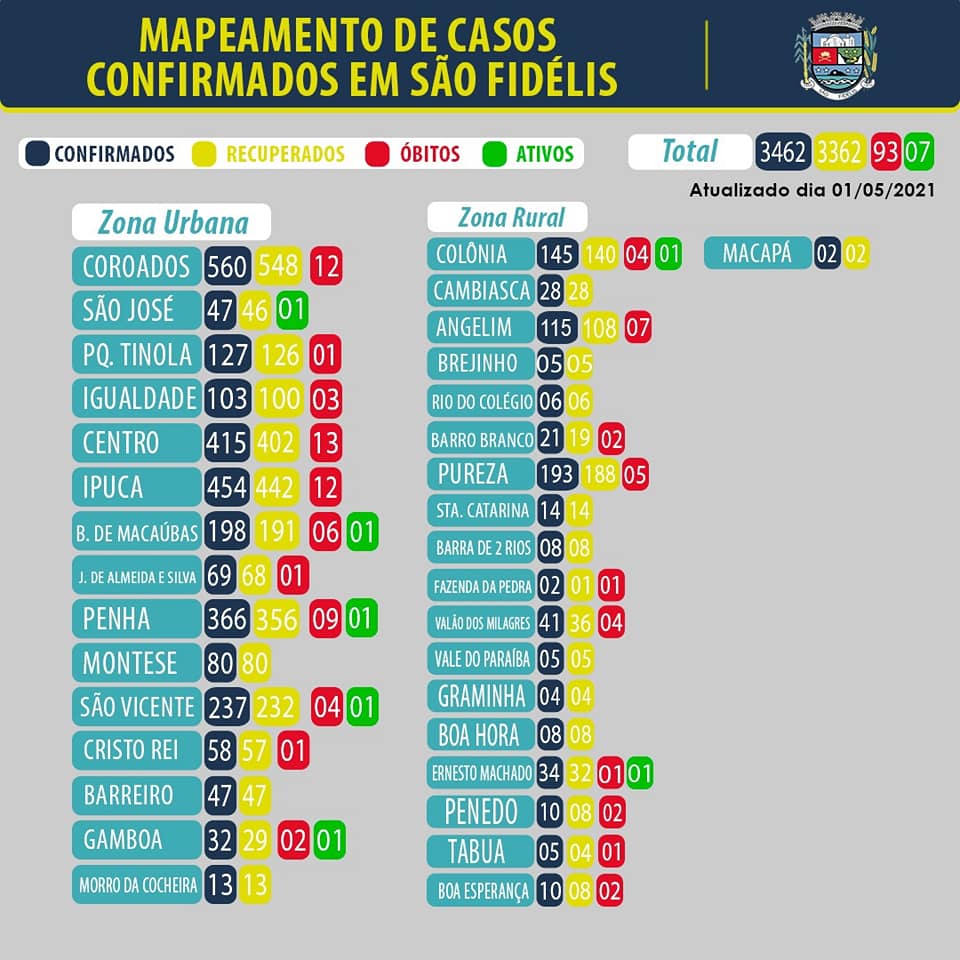 MAPEAMENTO DE CASOS
CONFIRMADOS EM SÃO FIDÉLIS
SÃO FIDÉLIS
CONFIRMADOS RECUPERADOS ÓBITOS ATIVOS
Total 3462 3362 93 07
Atualizado dia 01/05/2021
Zona Urbana
COROADOS 560 548 12
SÃO JOSÉ 47 46 01
PQ. TINOLA 127 126 01
IGUALDADE 103 100 03
CENTRO 415 402 13
IPUCA 454 442 12
B. DE MACAÚBAS 198 191 06 01
J. DE ALMEIDA E SILVA 69 68 01
PENHA 366 356 09 01
MONTESE 80 80
SÃO VICENTE 237 232 04 01
CRISTO REI 58 57 01
BARREIRO 47 47
GAMBOA 32 29 02 01
MORRO DA COCHEIRA 13 13
Zona Rural
COLÔNIA 145 140 04 01
CAMBIASCA 28 28
ANGELIM 115 108 07
BREJINHO 05 05
RIO DO COLÉGIO 06 06
BARRO BRANCO 21 19 02
PUREZA 193 188 05
STA. CATARINA 14 14
BARRA DE 2 RIOS 08 08
FAZENDA DA PEDRA 02 01 01
VALÃO DOS MILAGRES 41 36 04
VALE DO PARAÍBA 05 05
GRAMINHA 04 04
BOA HORA 08 08
ERNESTO MACHADO 34 32 01 01
PENEDO 10 08 02
TABUA 05 04 01
BOA ESPERANÇA 10 08 02
MACAPÁ 02 02